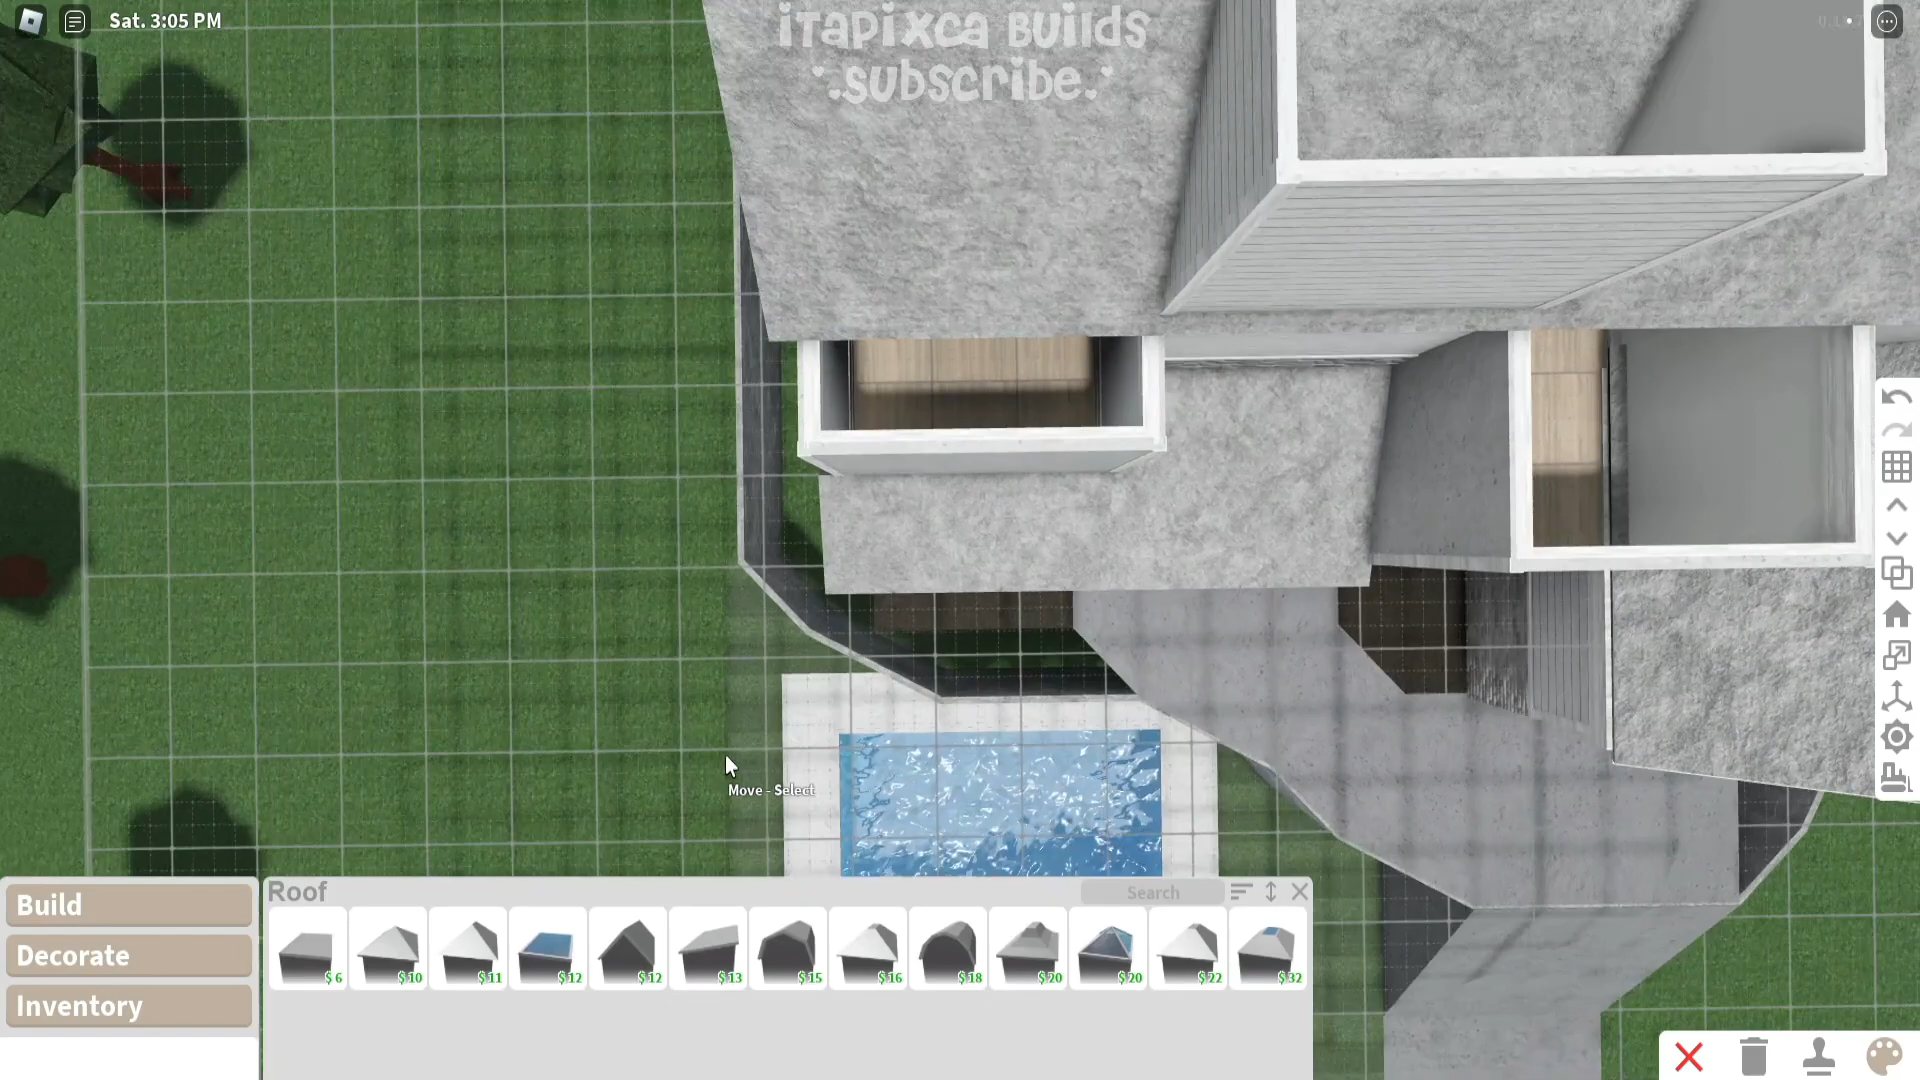 Sat. 3:05 PM
iTapixca Builds
subscribe.
Move - Select
Build
Decorate
Inventory
Roof
Search
$6
$10
$11
$12
$12
$13
$15
$16
$18
$20
$20
$22
$32